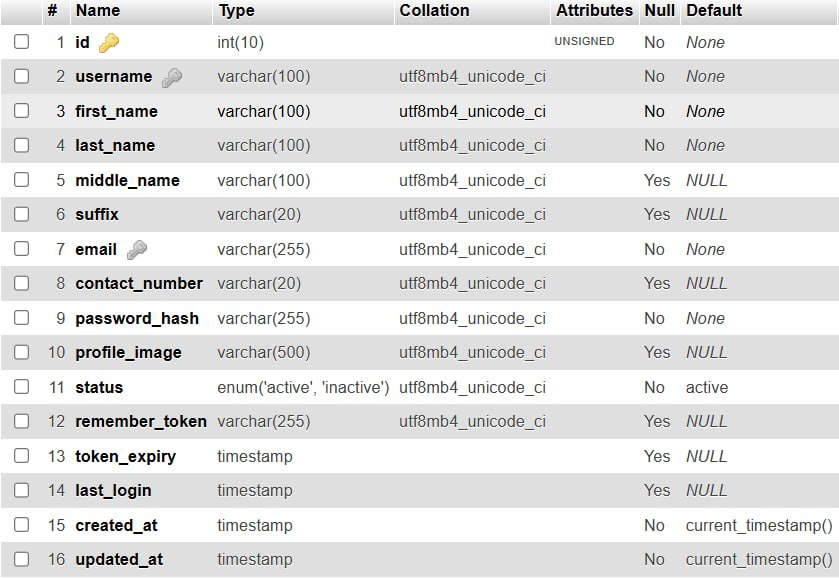 # Name Type Collation Attributes Null Default
1 id int(10) UNSIGNED No None
2 username varchar(100) utf8mb4_unicode_ci No None
3 first_name varchar(100) utf8mb4_unicode_ci No None
4 last_name varchar(100) utf8mb4_unicode_ci No None
5 middle_name varchar(100) utf8mb4_unicode_ci Yes NULL
6 suffix varchar(20) utf8mb4_unicode_ci Yes NULL
7 email varchar(255) utf8mb4_unicode_ci No None
8 contact_number varchar(20) utf8mb4_unicode_ci Yes NULL
9 password_hash varchar(255) utf8mb4_unicode_ci No None
10 profile_image varchar(500) utf8mb4_unicode_ci Yes NULL
11 status enum('active', 'inactive') utf8mb4_unicode_ci No active
12 remember_token varchar(255) utf8mb4_unicode_ci Yes NULL
13 token_expiry timestamp Yes NULL
14 last_login timestamp Yes NULL
15 created_at timestamp No current_timestamp()
16 updated_at timestamp No current_timestamp()